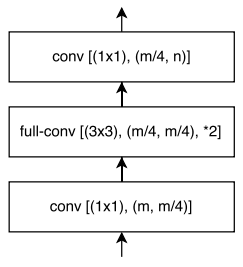 conv [(1x1), (m/4, n)]
full-conv [(3x3), (m/4, m/4), *2]
conv [(1x1), (m, m/4)]